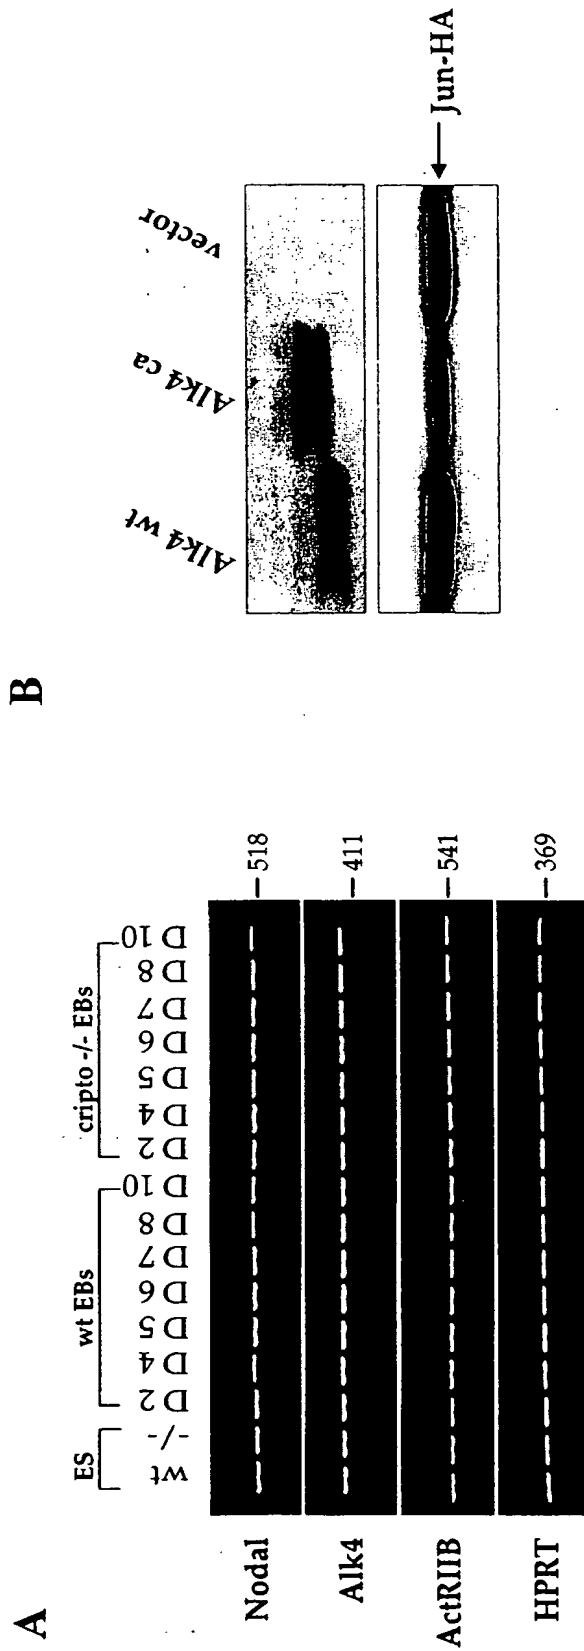 A
ES
wt EBs
cripto -/- EBs
wt
-/-
D 2
D 4
D 5
D 6
D 7
D 8
D 10
D 2
D 4
D 5
D 6
D 7
D 8
D 10
Nodal
518
Alk4
411
ActRIIB
541
HPRT
369
B
Alk4 wt
Alk4 ca
vector
Jun-HA